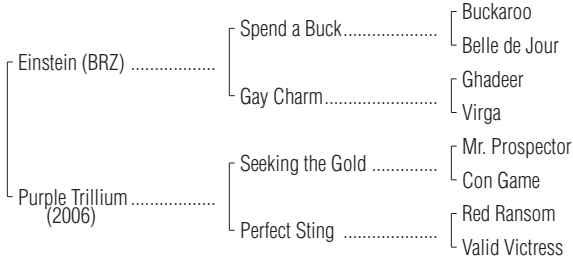 Buckaroo
Spend a Buck.....................
Belle de Jour
Einstein (BRZ) ..................
Ghadeer
Gay Charm.........................
Virga
Mr. Prospector
Seeking the Gold ..............
Con Game
Purple Trillium ..................
(2006)
Red Ransom
Perfect Sting ....................
Valid Victress